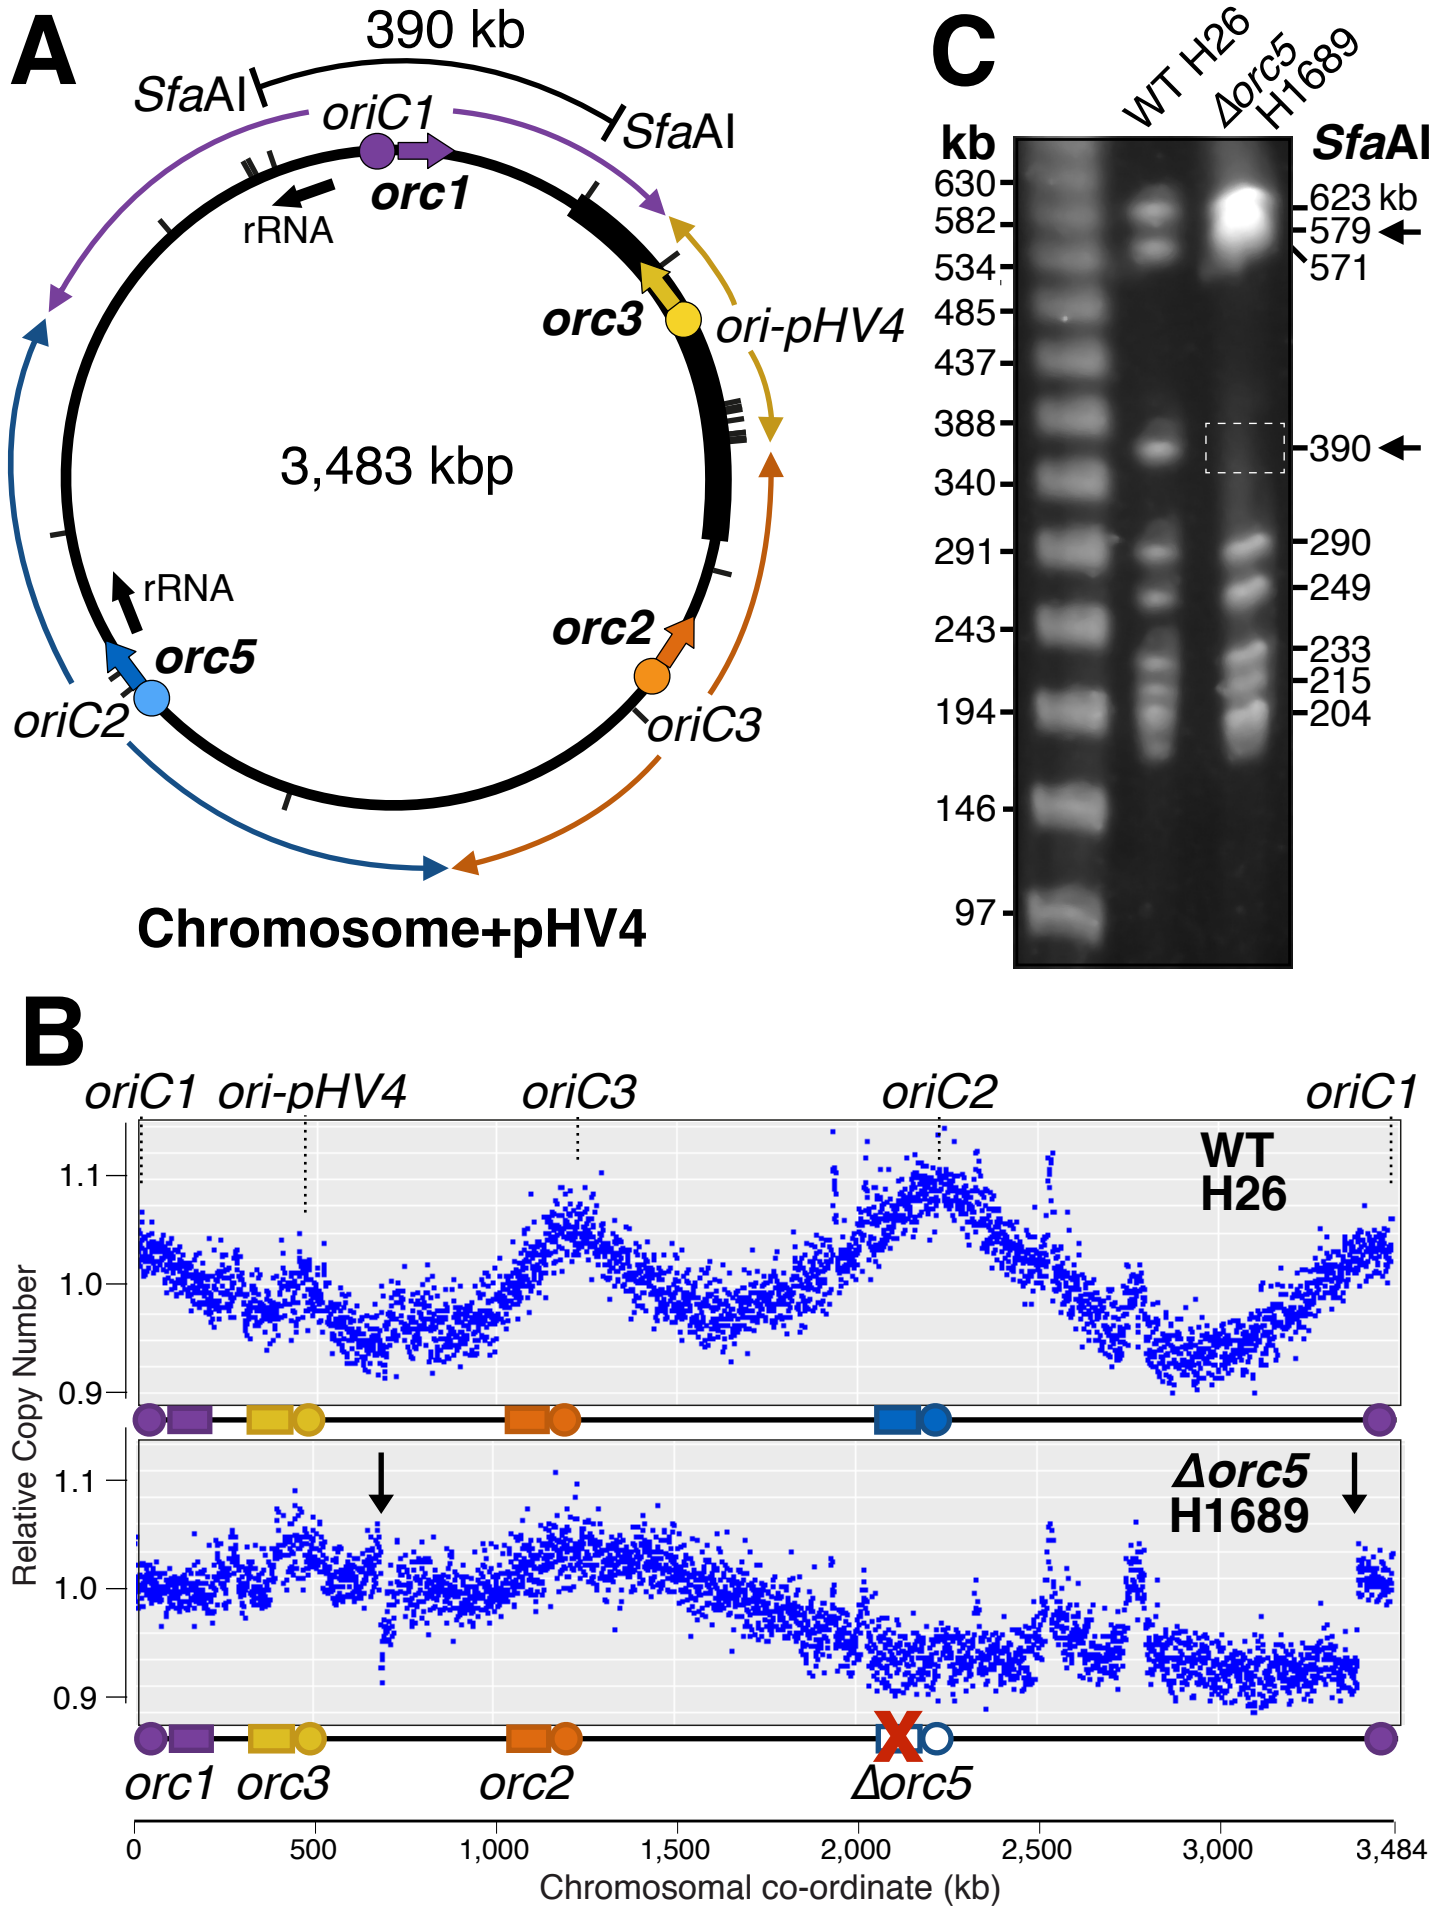 A
390 kb
SfaAI
oriC1
SfaAI
orc1
rRNA
orc3
ori-pHV4
3,483 kbp
rRNA
orc2
orc5
oriC2
oriC3
Chromosome+pHV4
C
WT H26
Δorc5
H1689
kb
SfaAI
630
582
534
485
437
388
340
291
243
194
146
97
623 kb
579
571
390
290
249
233
215
204
B
oriC1 ori-pHV4 oriC3 oriC2 oriC1
WT
H26
1.1
1.0
0.9
Relative Copy Number
Δorc5
H1689
1.1
1.0
0.9
X
orc1 orc3 orc2 Δorc5
0 500 1,000 1,500 2,000 2,500 3,000 3,484
Chromosomal co-ordinate (kb)